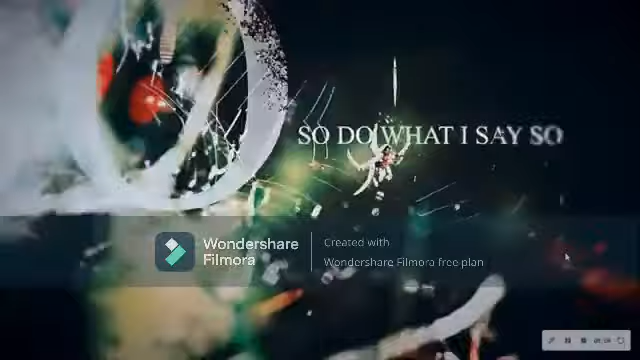 SO DO WHAT I SAY SO
Wondershare
Filmora
Created with
Wondershare Filmora free plan